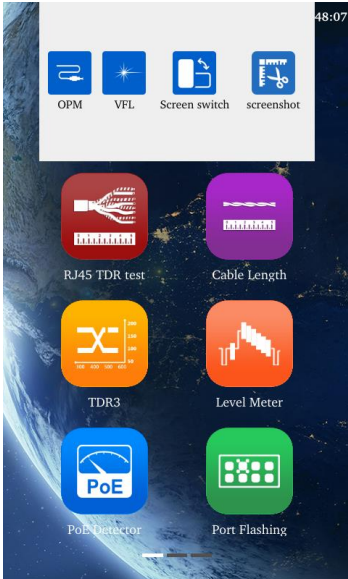 48:07
OPM VFL Screen switch screenshot
RJ45 TDR test Cable Length
TDR3 Level Meter
PoE
PoE Detector Port Flashing